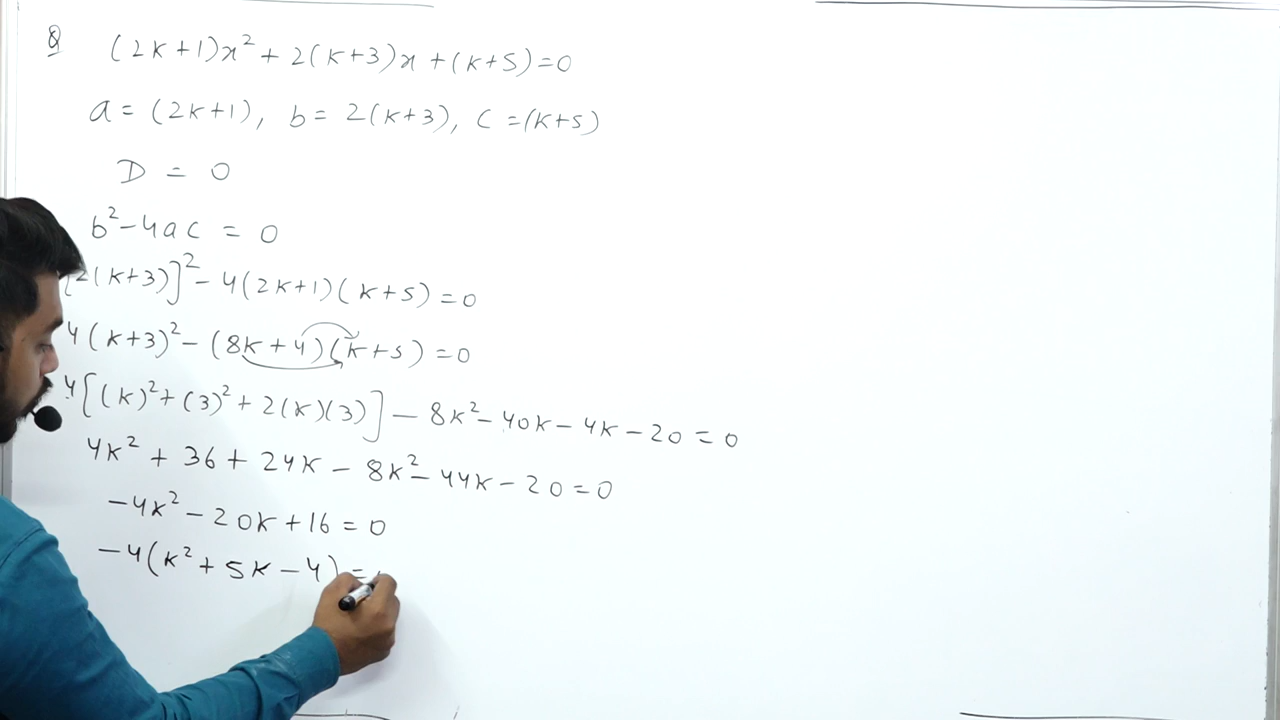 Q (2k+1)x² + 2(k+3)x + (k+5)=0
a = (2k+1), b = 2(k+3), c = (k+5)
D = 0
b² - 4ac = 0
[2(k+3)]² - 4(2k+1)(k+5) = 0
4(k+3)² - (8k+4)(k+5) = 0
4[(k)² + (3)² + 2(k)(3)] - 8k² - 40k - 4k - 20 = 0
4k² + 36 + 24k - 8k² - 44k - 20 = 0
-4k² - 20k + 16 = 0
-4(k² + 5k - 4) =